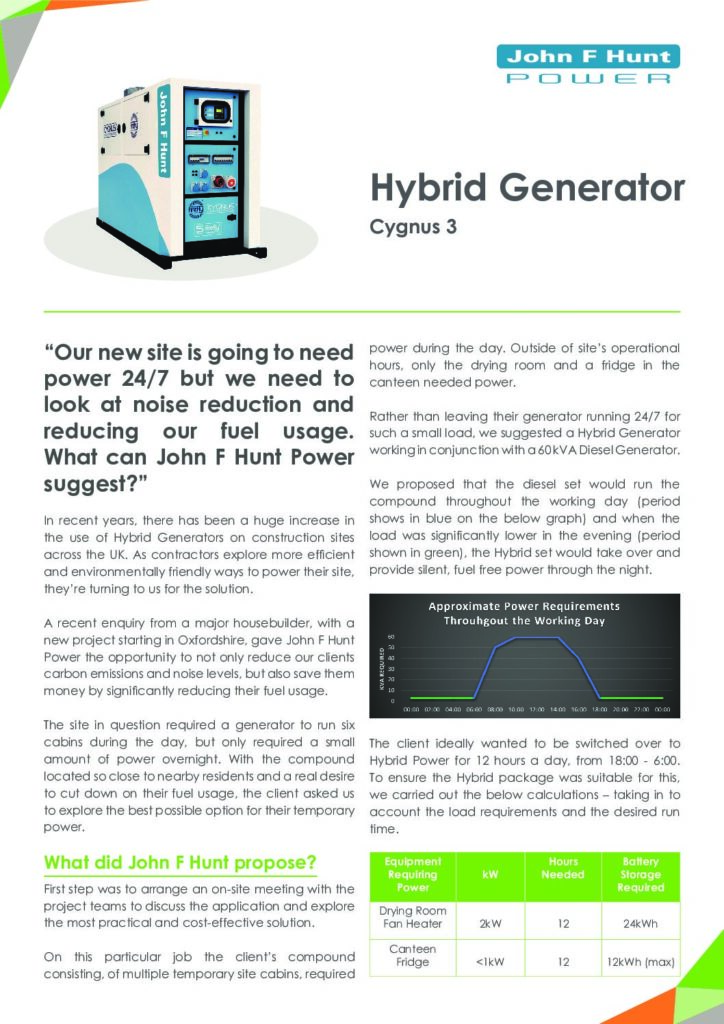 John F Hunt
POWER
John F Hunt
CYGNUS
Hybrid Generator
Cygnus 3
“Our new site is going to need
power 24/7 but we need to
look at noise reduction and
reducing our fuel usage.
What can John F Hunt Power
suggest?”
In recent years, there has been a huge increase in
the use of Hybrid Generators on construction sites
across the UK. As contractors explore more efficient
and environmentally friendly ways to power their site,
they’re turning to us for the solution.
A recent enquiry from a major housebuilder, with a
new project starting in Oxfordshire, gave John F Hunt
Power the opportunity to not only reduce our clients
carbon emissions and noise levels, but also save them
money by significantly reducing their fuel usage.
The site in question required a generator to run six
cabins during the day, but only required a small
amount of power overnight. With the compound
located so close to nearby residents and a real desire
to cut down on their fuel usage, the client asked us
to explore the best possible option for their temporary
power.
What did John F Hunt propose?
First step was to arrange an on-site meeting with the
project teams to discuss the application and explore
the most practical and cost-effective solution.
On this particular job the client’s compound
consisting, of multiple temporary site cabins, required
power during the day. Outside of site’s operational
hours, only the drying room and a fridge in the
canteen needed power.
Rather than leaving their generator running 24/7 for
such a small load, we suggested a Hybrid Generator
working in conjunction with a 60kVA Diesel Generator.
We proposed that the diesel set would run the
compound throughout the working day (period
shows in blue on the below graph) and when the
load was significantly lower in the evening (period
shown in green), the Hybrid set would take over and
provide silent, fuel free power through the night.
Approximate Power Requirements
Throuhgout the Working Day
KVA REQUIRED
60
50
40
30
20
10
0
00:00 02:00 04:00 06:00 08:00 10:00 12:00 14:00 16:00 18:00 20:00 22:00 00:00
The client ideally wanted to be switched over to
Hybrid Power for 12 hours a day, from 18:00 - 6:00.
To ensure the Hybrid package was suitable for this,
we carried out the below calculations – taking in to
account the load requirements and the desired run
time.
Equipment Requiring Power kW Hours Needed Battery Storage Required
Drying Room Fan Heater 2kW 12 24kWh
Canteen Fridge <1kW 12 12kWh (max)